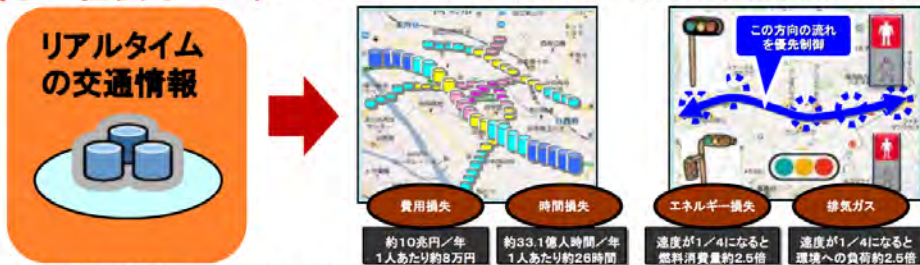 リアルタイム
の交通情報
この方向の流れ
を優先制御
費用損失
時間損失
エネルギー損失
排気ガス
約10兆円/年
1人あたり約8万円
約33.1億人時間/年
1人あたり約26時間
速度が1/4になると
燃料消費量約2.5倍
速度が1/4になると
環境への負荷約2.5倍